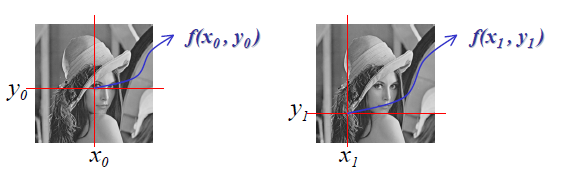 f(x₀, y₀)
y₀
x₀
f(x₁, y₁)
y₁
x₁